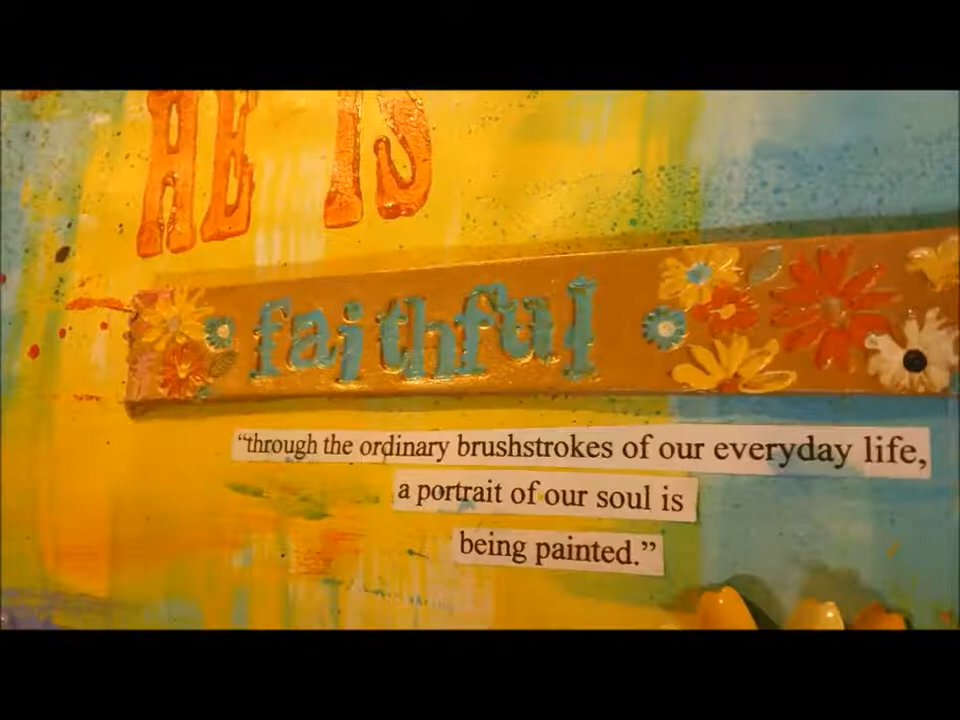 HE IS
faithful
“through the ordinary brushstrokes of our everyday life,
a portrait of our soul is
being painted.”